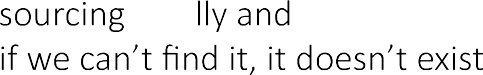 sourcing lly and
if we can't find it, it doesn't exist